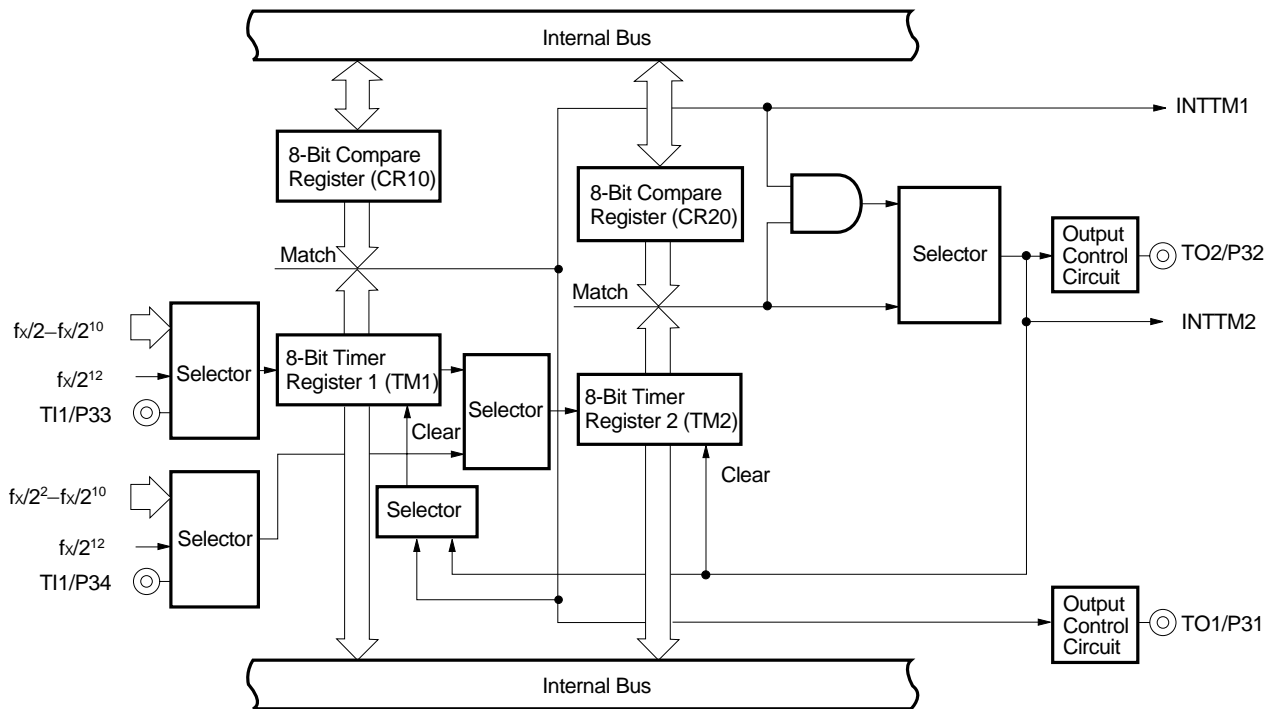 Internal Bus
INTTM1
8-Bit Compare
Register (CR10)
8-Bit Compare
Register (CR20)
Selector
Output
Control
Circuit
TO2/P32
Match
Match
INTTM2
fx/2–fx/2¹⁰
fx/2¹²
TI1/P33
Selector
8-Bit Timer
Register 1 (TM1)
Selector
8-Bit Timer
Register 2 (TM2)
Clear
Clear
fx/2²–fx/2¹⁰
fx/2¹²
TI1/P34
Selector
Selector
Output
Control
Circuit
TO1/P31
Internal Bus